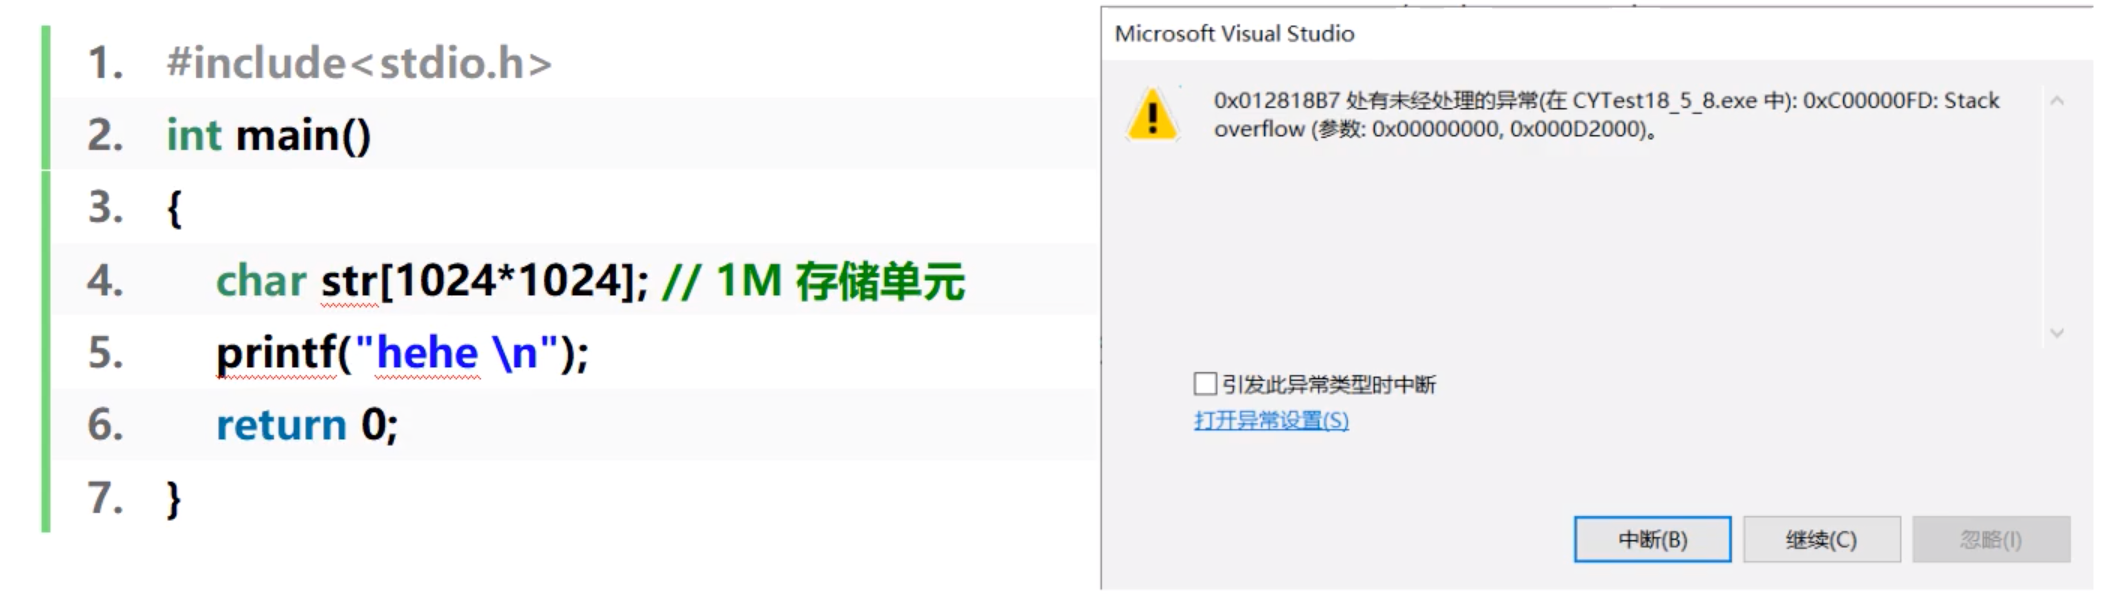 1. #include<stdio.h>
2. int main()
3. {
4. char str[1024*1024]; // 1M 存储单元
5. printf("hehe \n");
6. return 0;
7. }
Microsoft Visual Studio
0x012818B7 处有未经处理的异常(在 CYTest18_5_8.exe 中): 0xC00000FD: Stack
overflow (参数: 0x00000000, 0x000D2000)。
引发此异常类型时中断
打开异常设置(S)
中断(B) 继续(C) 忽略(I)